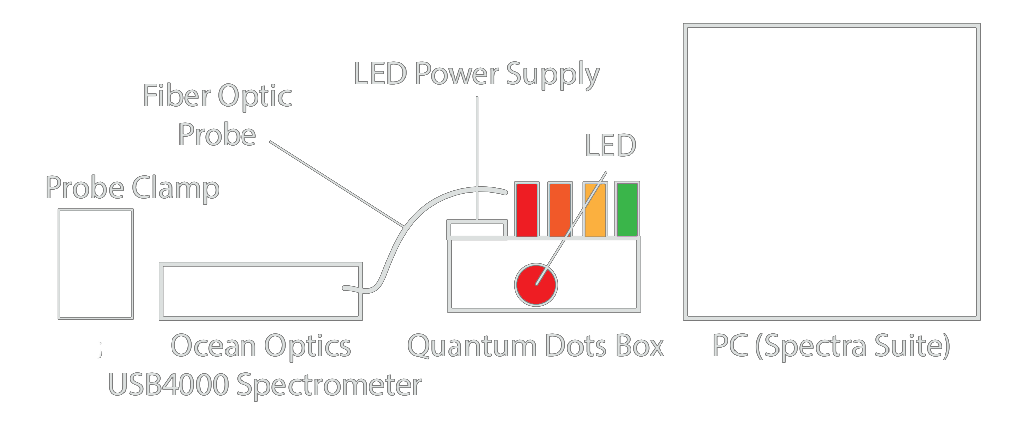 LED Power Supply
Fiber Optic
Probe
LED
Probe Clamp
;
Ocean Optics
USB4000 Spectrometer
Quantum Dots Box
PC (Spectra Suite)